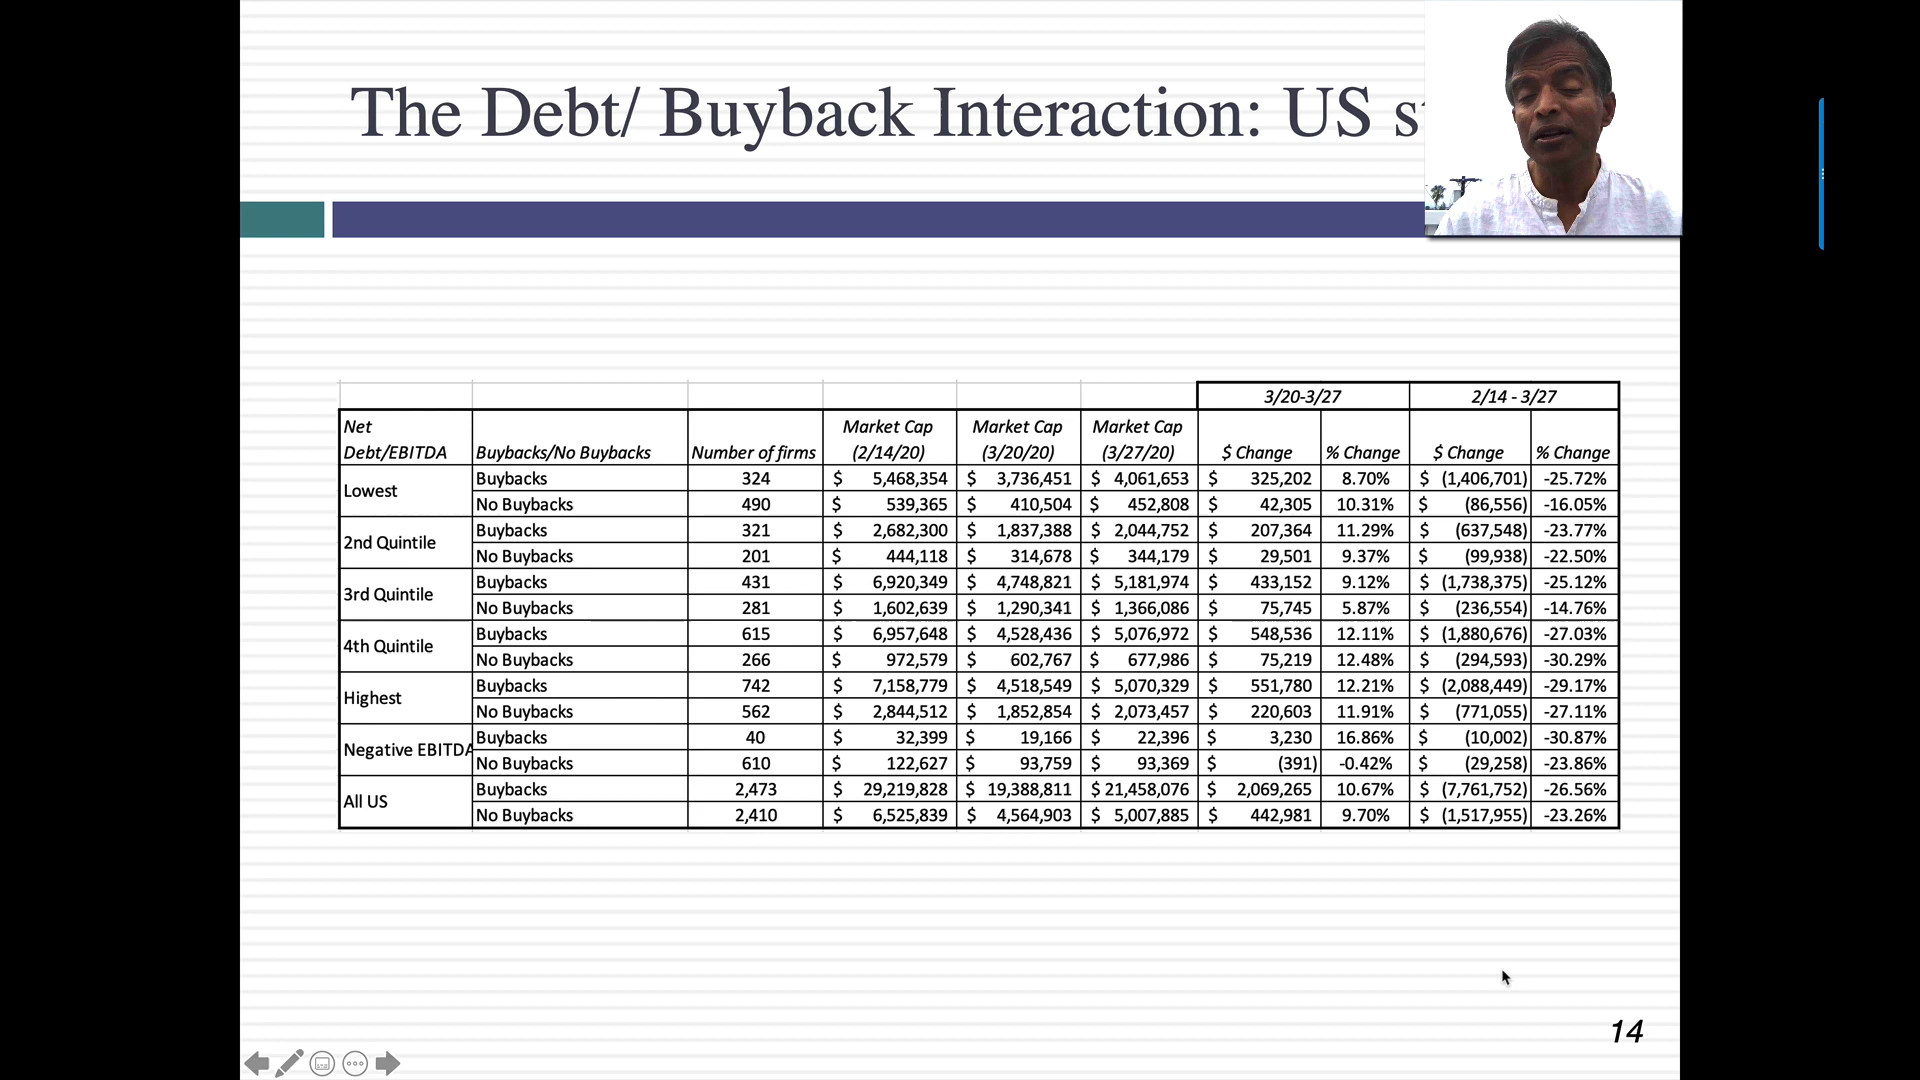 The Debt/ Buyback Interaction: US s
3/20-3/27 2/14 - 3/27
Net Debt/EBITDA Buybacks/No Buybacks Number of firms Market Cap (2/14/20) Market Cap (3/20/20) Market Cap (3/27/20) $ Change % Change $ Change % Change
Lowest Buybacks 324 $ 5,468,354 $ 3,736,451 $ 4,061,653 $ 325,202 8.70% $ (1,406,701) -25.72%
No Buybacks 490 $ 539,365 $ 410,504 $ 452,808 $ 42,305 10.31% $ (86,556) -16.05%
2nd Quintile Buybacks 321 $ 2,682,300 $ 1,837,388 $ 2,044,752 $ 207,364 11.29% $ (637,548) -23.77%
No Buybacks 201 $ 444,118 $ 314,678 $ 344,179 $ 29,501 9.37% $ (99,938) -22.50%
3rd Quintile Buybacks 431 $ 6,920,349 $ 4,748,821 $ 5,181,974 $ 433,152 9.12% $ (1,738,375) -25.12%
No Buybacks 281 $ 1,602,639 $ 1,290,341 $ 1,366,086 $ 75,745 5.87% $ (236,554) -14.76%
4th Quintile Buybacks 615 $ 6,957,648 $ 4,528,436 $ 5,076,972 $ 548,536 12.11% $ (1,880,676) -27.03%
No Buybacks 266 $ 972,579 $ 602,767 $ 677,986 $ 75,219 12.48% $ (294,593) -30.29%
Highest Buybacks 742 $ 7,158,779 $ 4,518,549 $ 5,070,329 $ 551,780 12.21% $ (2,088,449) -29.17%
No Buybacks 562 $ 2,844,512 $ 1,852,854 $ 2,073,457 $ 220,603 11.91% $ (771,055) -27.11%
Negative EBITDA Buybacks 40 $ 32,399 $ 19,166 $ 22,396 $ 3,230 16.86% $ (10,002) -30.87%
No Buybacks 610 $ 122,627 $ 93,759 $ 93,369 $ (391) -0.42% $ (29,258) -23.86%
All US Buybacks 2,473 $ 29,219,828 $ 19,388,811 $ 21,458,076 $ 2,069,265 10.67% $ (7,761,752) -26.56%
No Buybacks 2,410 $ 6,525,839 $ 4,564,903 $ 5,007,885 $ 442,981 9.70% $ (1,517,955) -23.26%
14